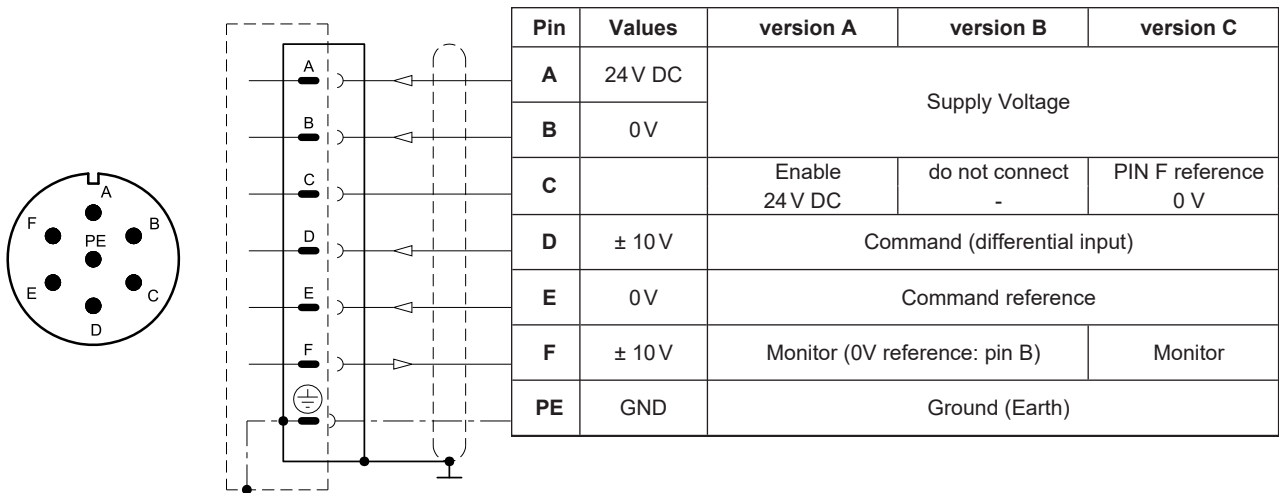 A
B
C
D
E
F
PE
A
B
C
D
E
F
Pin Values version A version B version C
A 24 V DC Supply Voltage
B 0 V
C Enable do not connect PIN F reference
24 V DC - 0 V
D ± 10 V Command (differential input)
E 0 V Command reference
F ± 10 V Monitor (0V reference: pin B) Monitor
PE GND Ground (Earth)